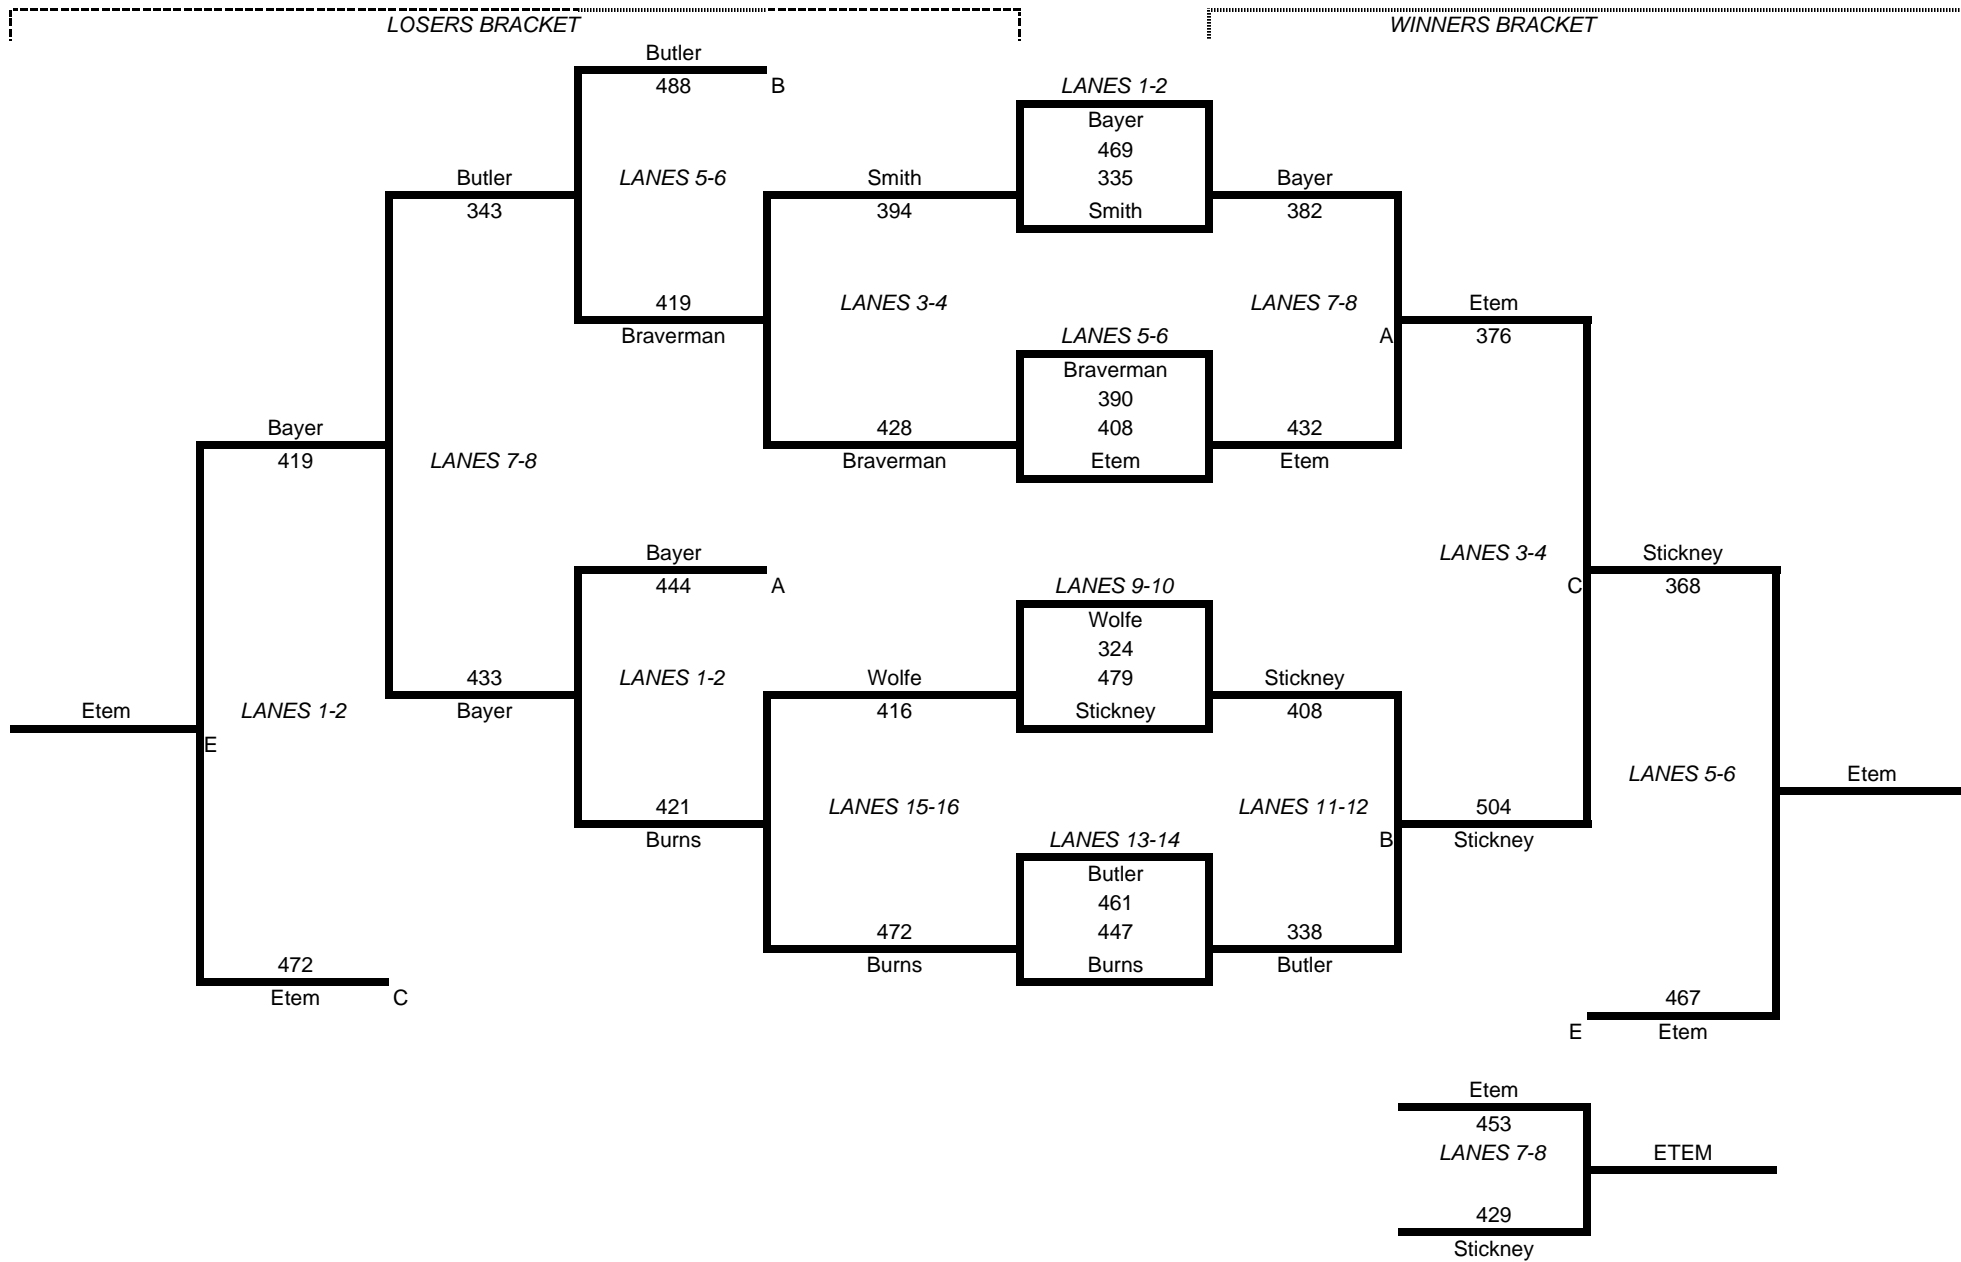 LOSERS BRACKET
WINNERS BRACKET
Butler
488
B
LANES 5-6
419
Braverman
Butler
343
Smith
394
LANES 3-4
428
Braverman
LANES 1-2
Bayer
469
335
Smith
Bayer
382
LANES 7-8
A
432
Etem
LANES 5-6
Braverman
390
408
Etem
Etem
376
Bayer
419
LANES 7-8
Bayer
444
A
LANES 1-2
433
Bayer
421
Burns
Wolfe
416
LANES 15-16
472
Burns
LANES 9-10
Wolfe
324
479
Stickney
Stickney
408
LANES 11-12
B
338
Butler
LANES 13-14
Butler
461
447
Burns
LANES 3-4
C
504
Stickney
Stickney
368
LANES 5-6
Etem
467
E
Etem
Etem
LANES 1-2
E
472
Etem
C
Etem
453
LANES 7-8
ETEM
429
Stickney